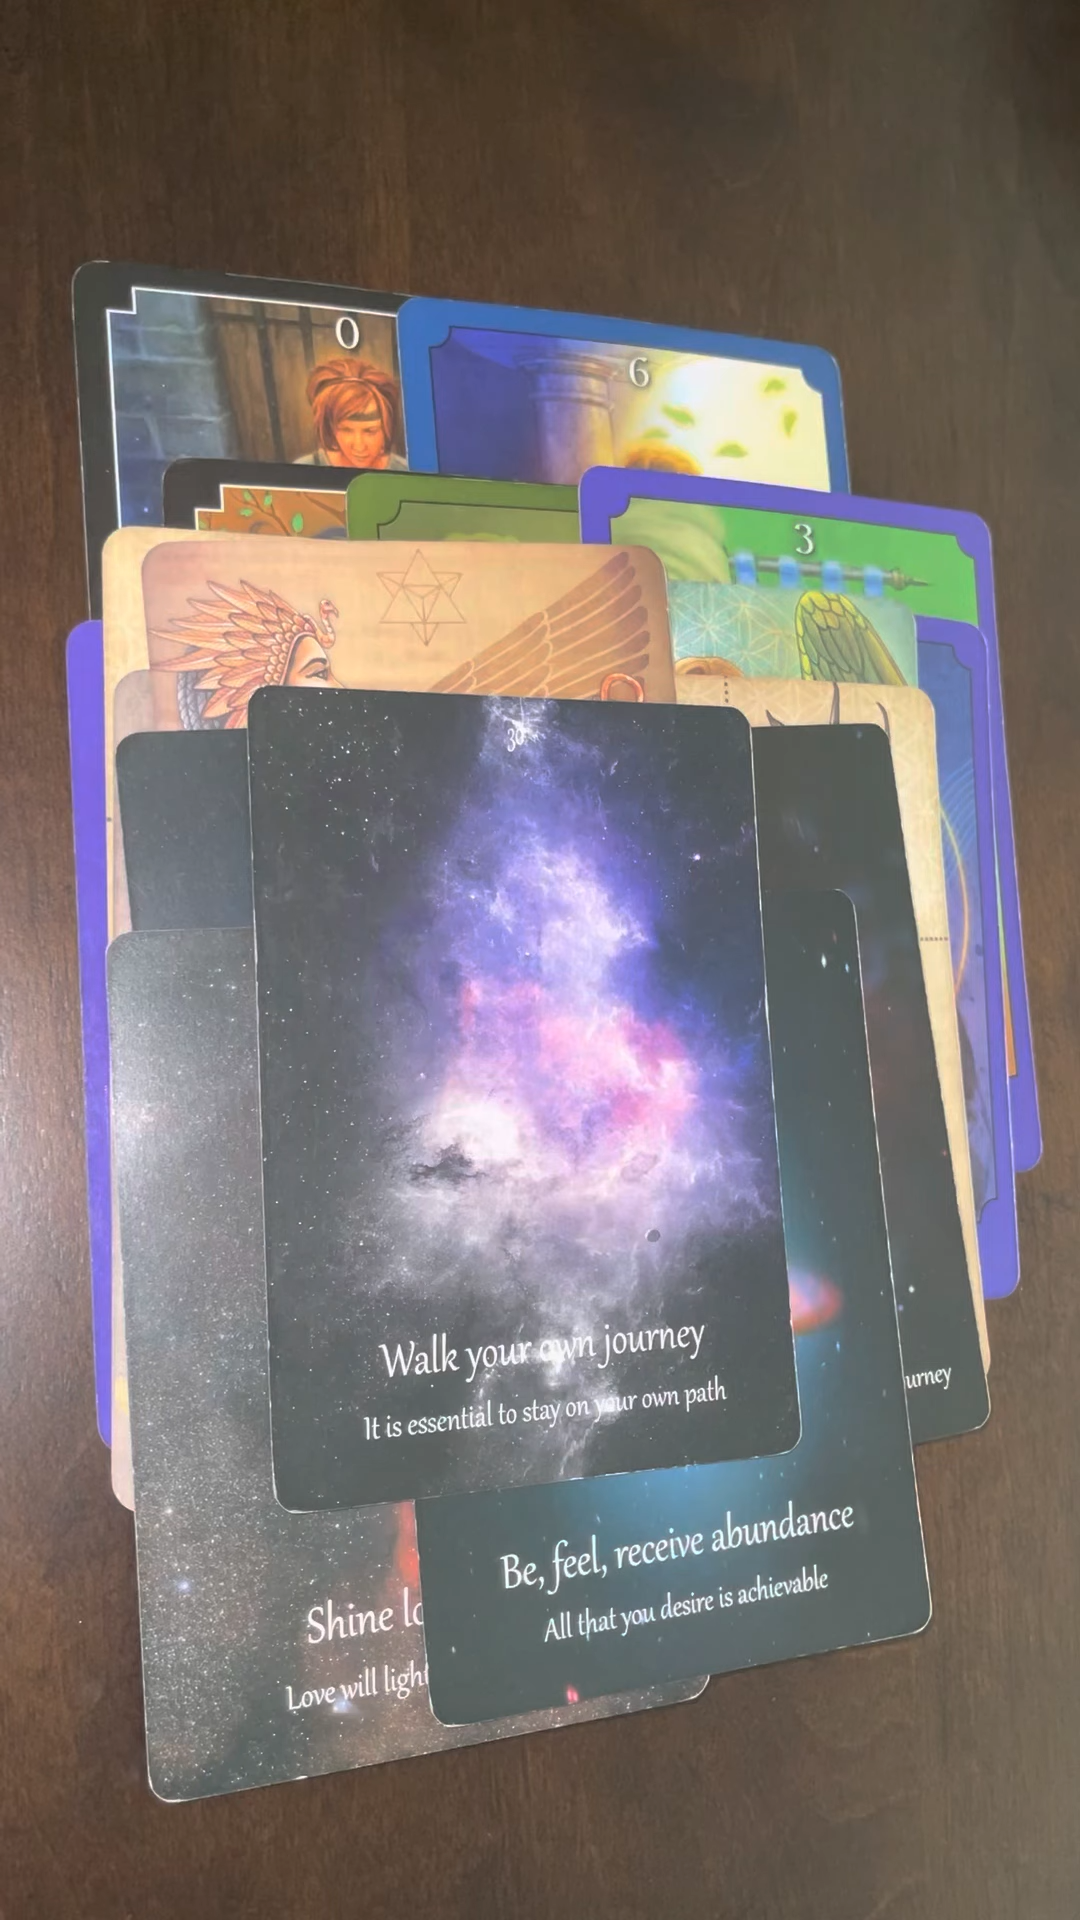 0
6
3
30
Walk your own journey
It is essential to stay on your own path
urney
Be, feel, receive abundance
All that you desire is achievable
Shine lo
Love will light